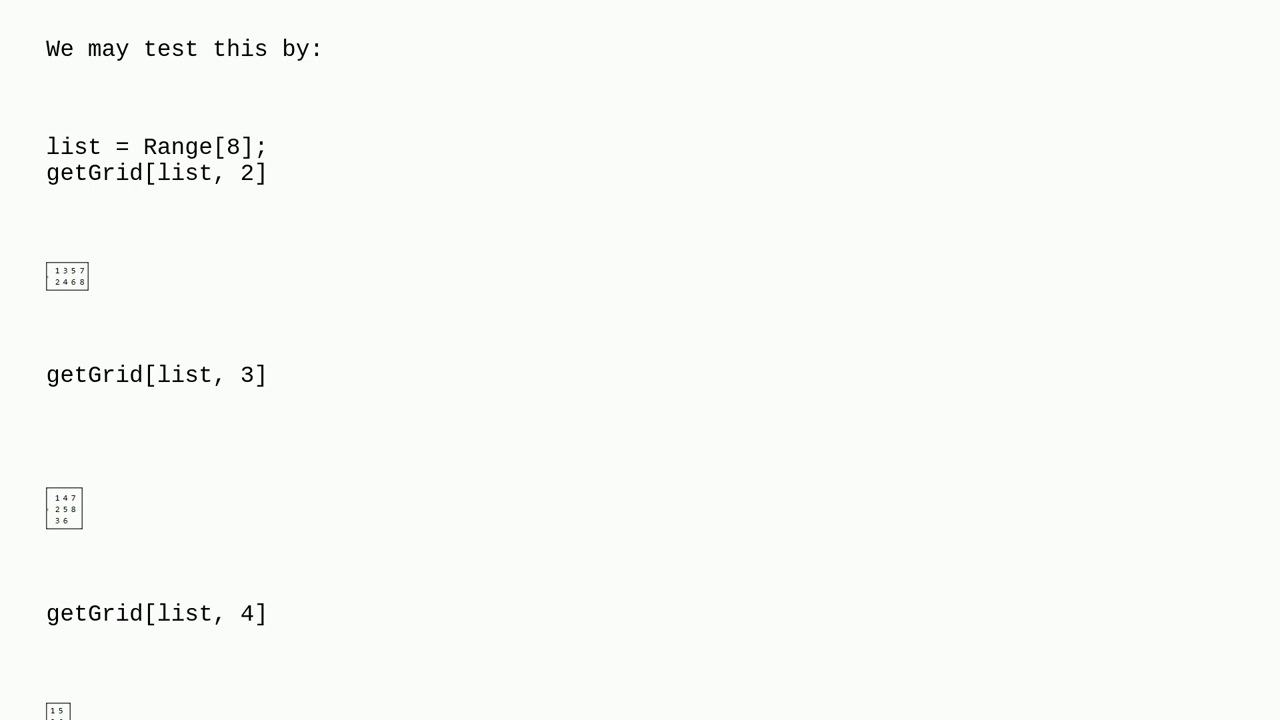 We may test this by:
list = Range[8];
getGrid[list, 2]
1 3 5 7
2 4 6 8
getGrid[list, 3]
1 4 7
2 5 8
3 6
getGrid[list, 4]
1 5